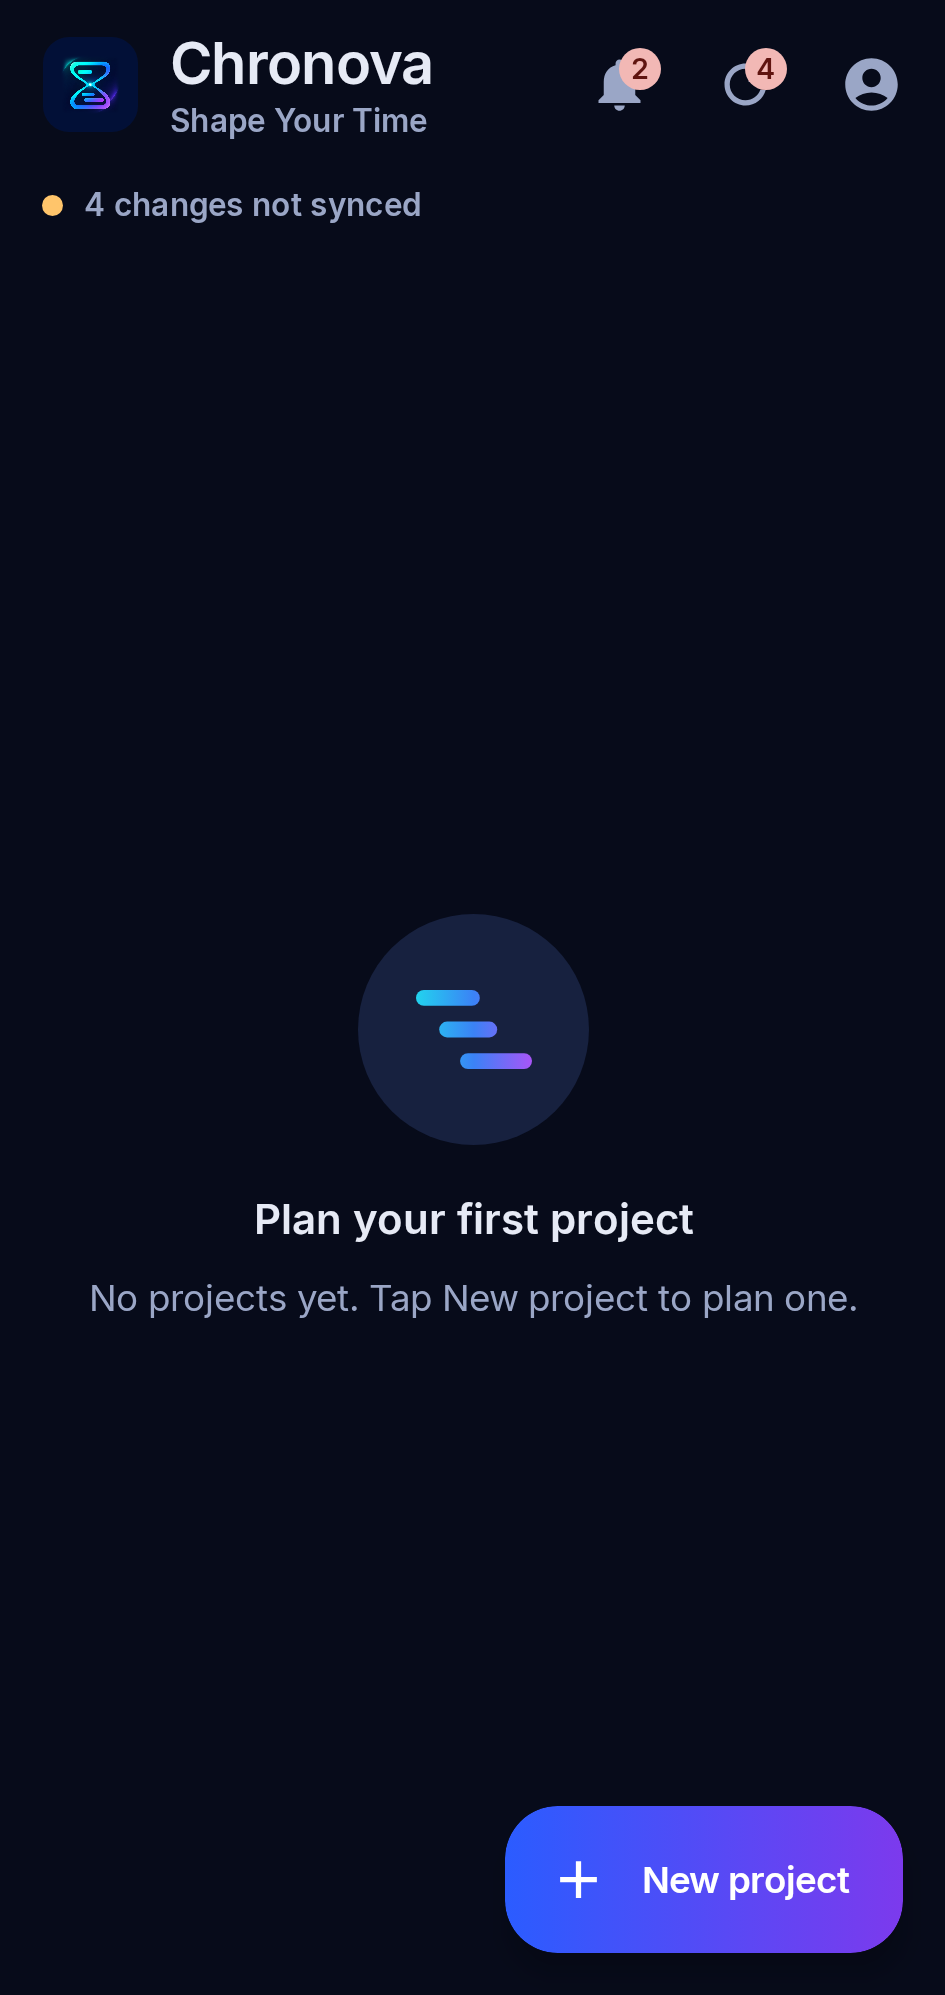 Chronova
Shape Your Time
2
4
4 changes not synced
Plan your first project
No projects yet. Tap New project to plan one.
New project